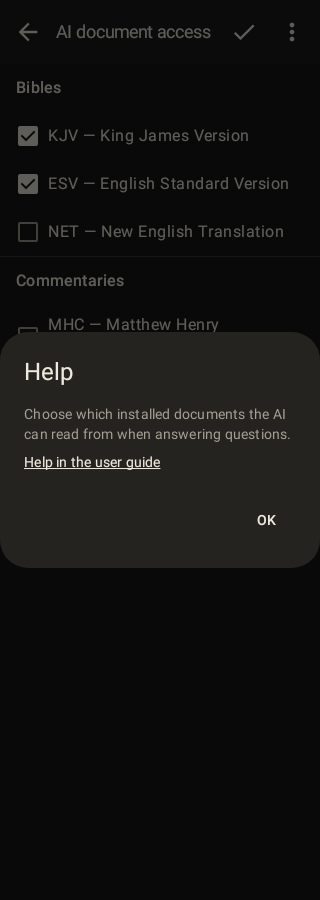 AI document access
Bibles
KJV — King James Version
ESV — English Standard Version
NET — New English Translation
Commentaries
MHC — Matthew Henry
Help
Choose which installed documents the AI
can read from when answering questions.
Help in the user guide
OK